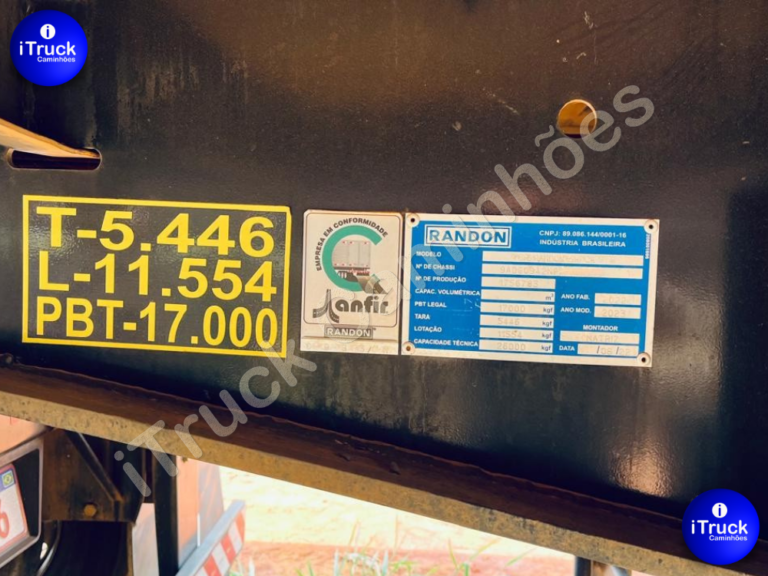 iTruck
Caminhões
T-5.446
L-11.554
PBT-17.000
EMPRESA EM CONFORMIDADE
anfir
RANDON
RANDON
CNPJ: 89.086.144/0001-16
INDÚSTRIA BRASILEIRA
MODELO
Nº DE CHASSI
Nº DE PRODUÇÃO
CAPAC. VOLUMÉTRICA m³ ANO FAB.
PBT LEGAL kgf ANO MOD.
TARA kgf
LOTAÇÃO kgf MONTADOR
CAPACIDADE TÉCNICA kgf DATA
iTruck Caminhões
iTruck
Caminhões